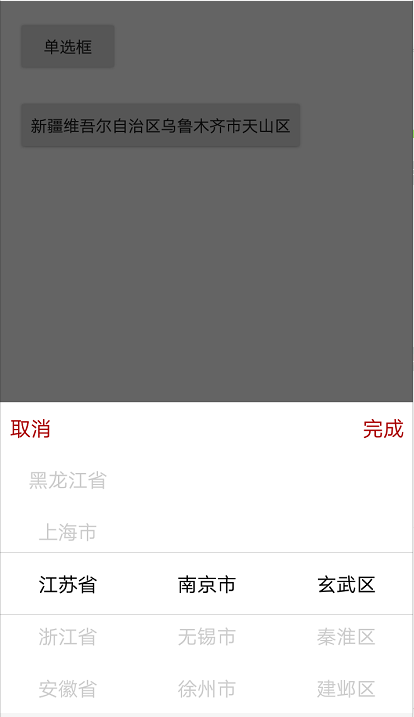 单选框
新疆维吾尔自治区乌鲁木齐市天山区
取消 完成
黑龙江省
上海市
江苏省 南京市 玄武区
浙江省 无锡市 秦淮区
安徽省 徐州市 建邺区